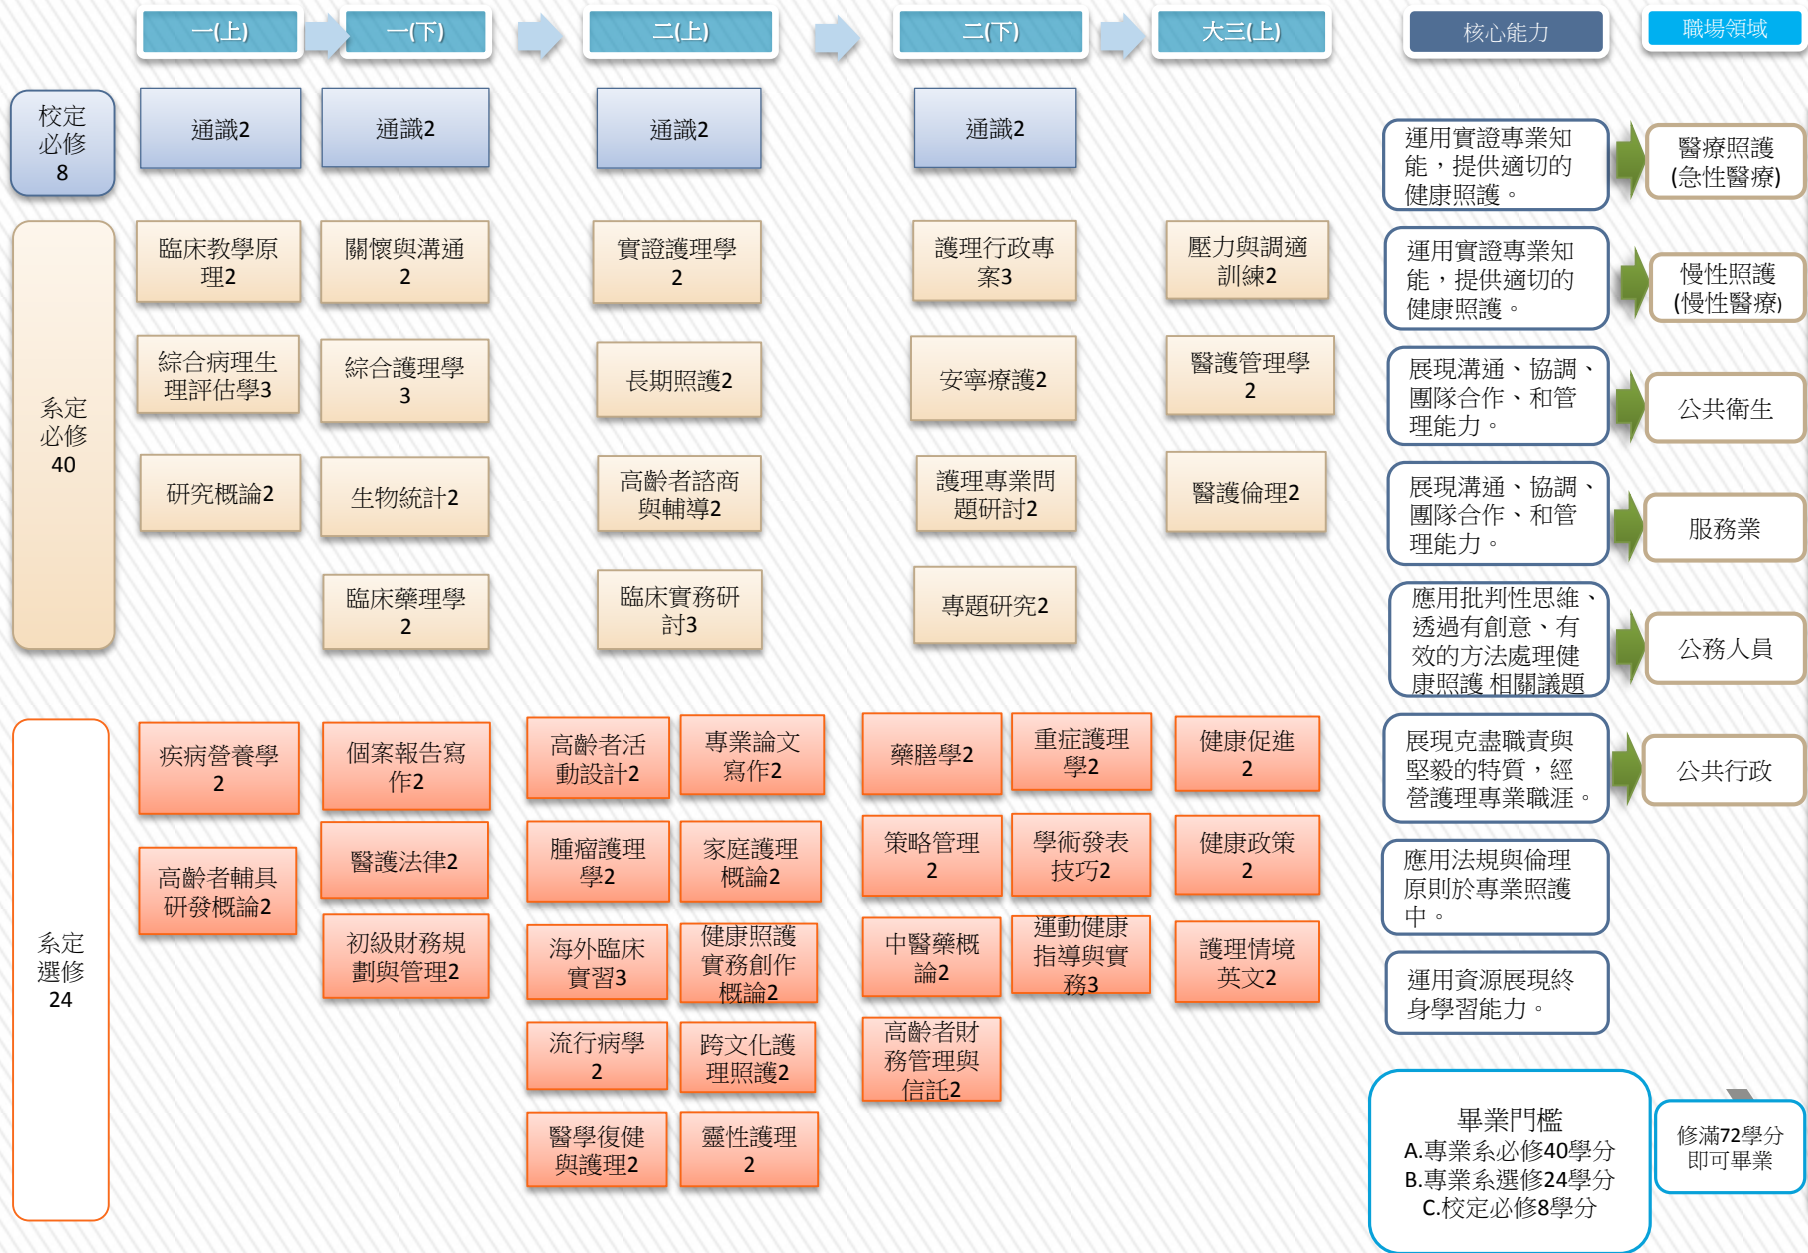 一(上)
一(下)
二(上)
二(下)
大三(上)
核心能力
職場領域
校定
必修
8
通識2
通識2
通識2
通識2
系定
必修
40
臨床教學原
理2
關懷與溝通
2
實證護理學
2
護理行政專
案3
壓力與調適
訓練2
綜合病理生
理評估學3
綜合護理學
3
長期照護2
安寧療護2
醫護管理學
2
研究概論2
生物統計2
高齡者諮商
與輔導2
護理專業問
題研討2
醫護倫理2
臨床藥理學
2
臨床實務研
討3
專題研究2
系定
選修
24
疾病營養學
2
個案報告寫
作2
高齡者活
動設計2
專業論文
寫作2
藥膳學2
重症護理
學2
健康促進
2
高齡者輔具
研發概論2
醫護法律2
腫瘤護理
學2
家庭護理
概論2
策略管理
2
學術發表
技巧2
健康政策
2
初級財務規
劃與管理2
海外臨床
實習3
健康照護
實務創作
概論2
中醫藥概
論2
運動健康
指導與實
務3
護理情境
英文2
流行病學
2
跨文化護
理照護2
高齡者財
務管理與
信託2
醫學復健
與護理2
靈性護理
2
運用實證專業知
能，提供適切的
健康照護。
醫療照護
(急性醫療)
運用實證專業知
能，提供適切的
健康照護。
慢性照護
(慢性醫療)
展現溝通、協調、
團隊合作、和管
理能力。
公共衛生
展現溝通、協調、
團隊合作、和管
理能力。
服務業
應用批判性思維、
透過有創意、有
效的方法處理健
康照護 相關議題
公務人員
展現克盡職責與
堅毅的特質，經
營護理專業職涯。
公共行政
應用法規與倫理
原則於專業照護
中。
運用資源展現終
身學習能力。
畢業門檻
A.專業系必修40學分
B.專業系選修24學分
C.校定必修8學分
修滿72學分
即可畢業